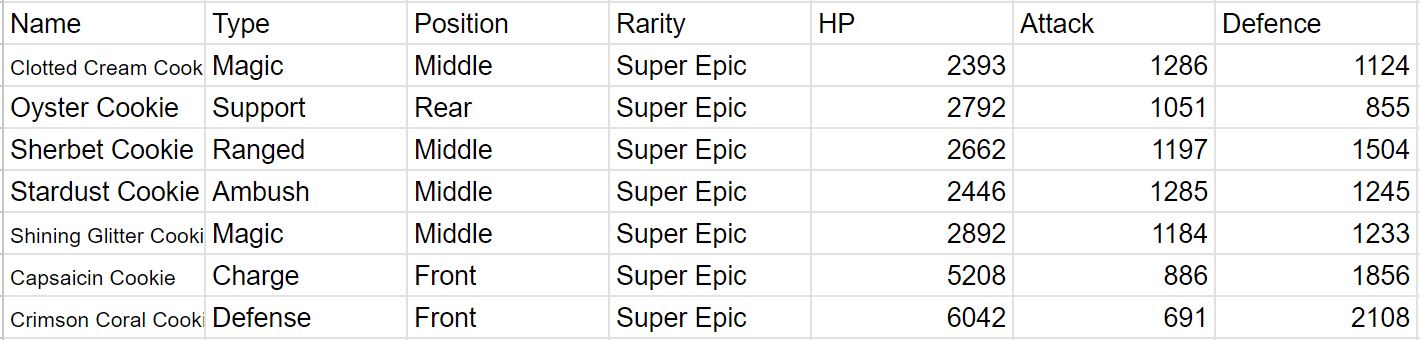 Name Type Position Rarity HP Attack Defence
Clotted Cream Cook Magic Middle Super Epic 2393 1286 1124
Oyster Cookie Support Rear Super Epic 2792 1051 855
Sherbet Cookie Ranged Middle Super Epic 2662 1197 1504
Stardust Cookie Ambush Middle Super Epic 2446 1285 1245
Shining Glitter Cooki Magic Middle Super Epic 2892 1184 1233
Capsaicin Cookie Charge Front Super Epic 5208 886 1856
Crimson Coral Cooki Defense Front Super Epic 6042 691 2108